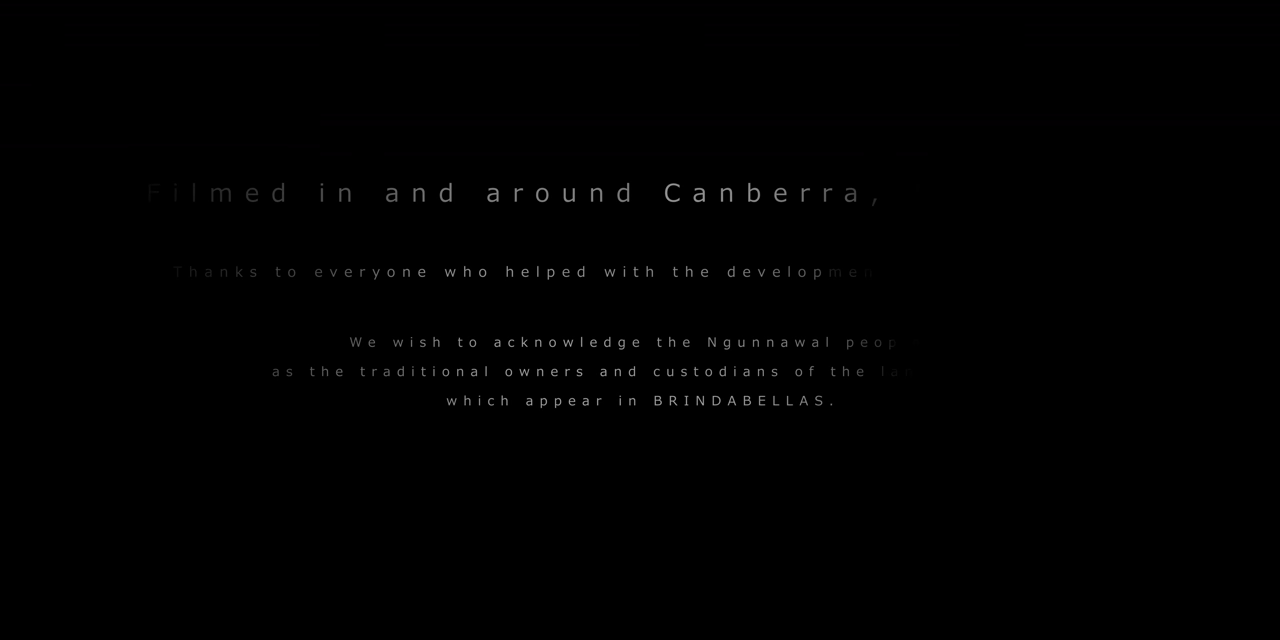 Filmed in and around Canberra,
Thanks to everyone who helped with the
We wish to acknowledge the Ngunnawal
as the traditional owners and custodians of the
which appear in BRINDABELLAS.